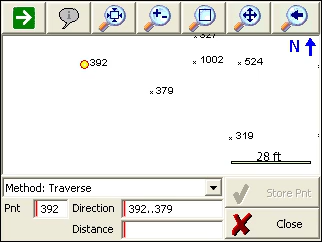 327
N
392
1002
524
379
319
28 ft
Method: Traverse
Store Pnt
Pnt 392 Direction 392..379
Distance
Close